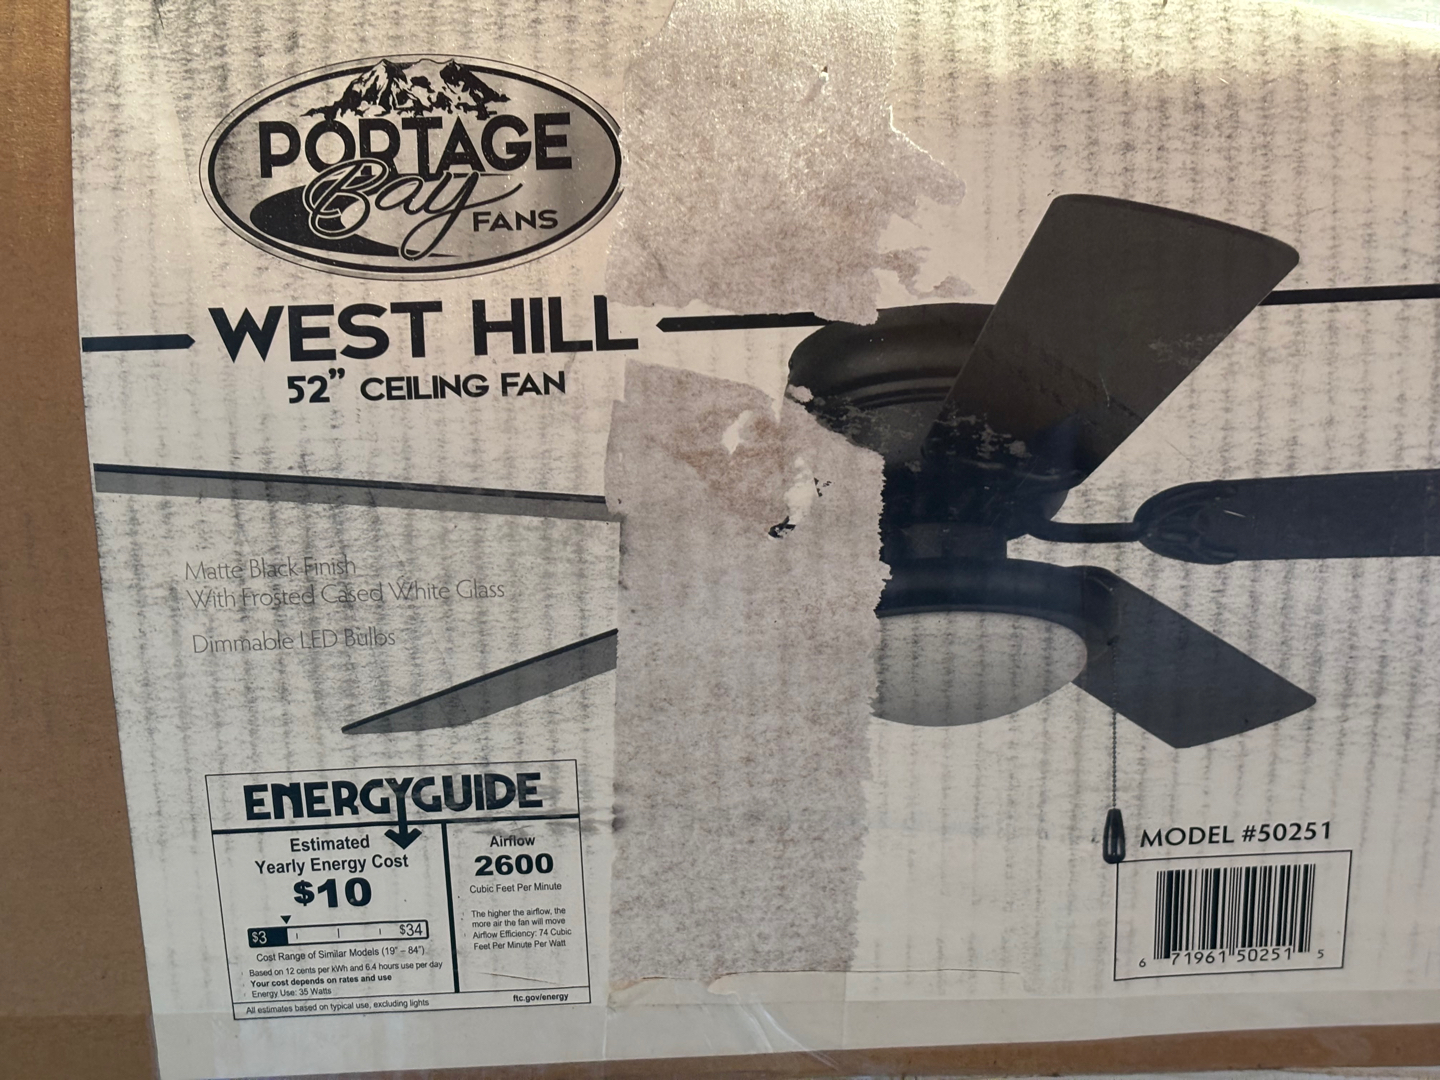 PORTAGE
Bay
FANS
WEST HILL
52” CEILING FAN
Matte Black Finish
With Frosted Cased White Glass
Dimmable LED Bulbs
ENERGYGUIDE
Estimated
Yearly Energy Cost
$10
$3 $34
Cost Range of Similar Models (19” – 84”)
Based on 12 cents per kWh and 6.4 hours use per day
Your cost depends on rates and use
Energy Use: 35 Watts
All estimates based on typical use, excluding lights
Airflow
2600
Cubic Feet Per Minute
The higher the airflow, the
more air the fan will move
Airflow Efficiency: 74 Cubic
Feet Per Minute Per Watt
ftc.gov/energy
MODEL #50251
6 71961 50251 5